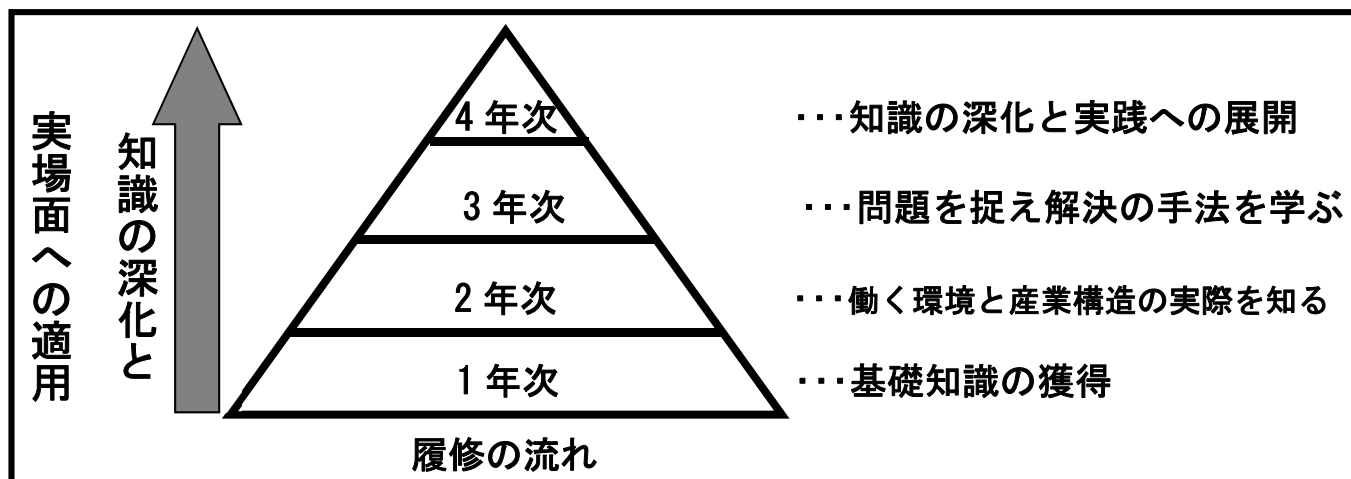 知識の深化と
実場面への適用
4 年次
･･･知識の深化と実践への展開
3 年次
･･･問題を捉え解決の手法を学ぶ
2 年次
･･･働く環境と産業構造の実際を知る
1 年次
･･･基礎知識の獲得
履修の流れ